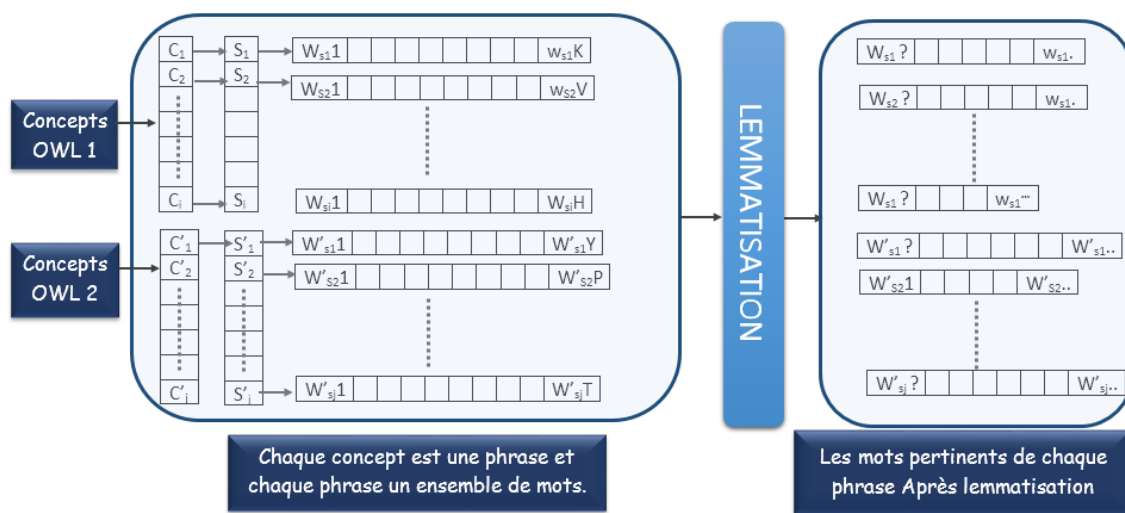 Concepts
OWL 1
Concepts
OWL 2
C1 S1 Ws11 ws1K
C2 S2 WS21 wS2V
Ci Si Wsi1 WsiH
C'1 S'1 W's11 W's1Y
C'2 S'2 W'S21 W'S2P
C'j S'j W'sj1 W'sjT
Chaque concept est une phrase et
chaque phrase un ensemble de mots.
LEMMATISATION
Ws1? ws1.
Ws2? ws1.
Ws1? ws1...
W's1? W's1..
W's21 W's2..
W'sj? W'sj..
Les mots pertinents de chaque
phrase Après lemmatisation